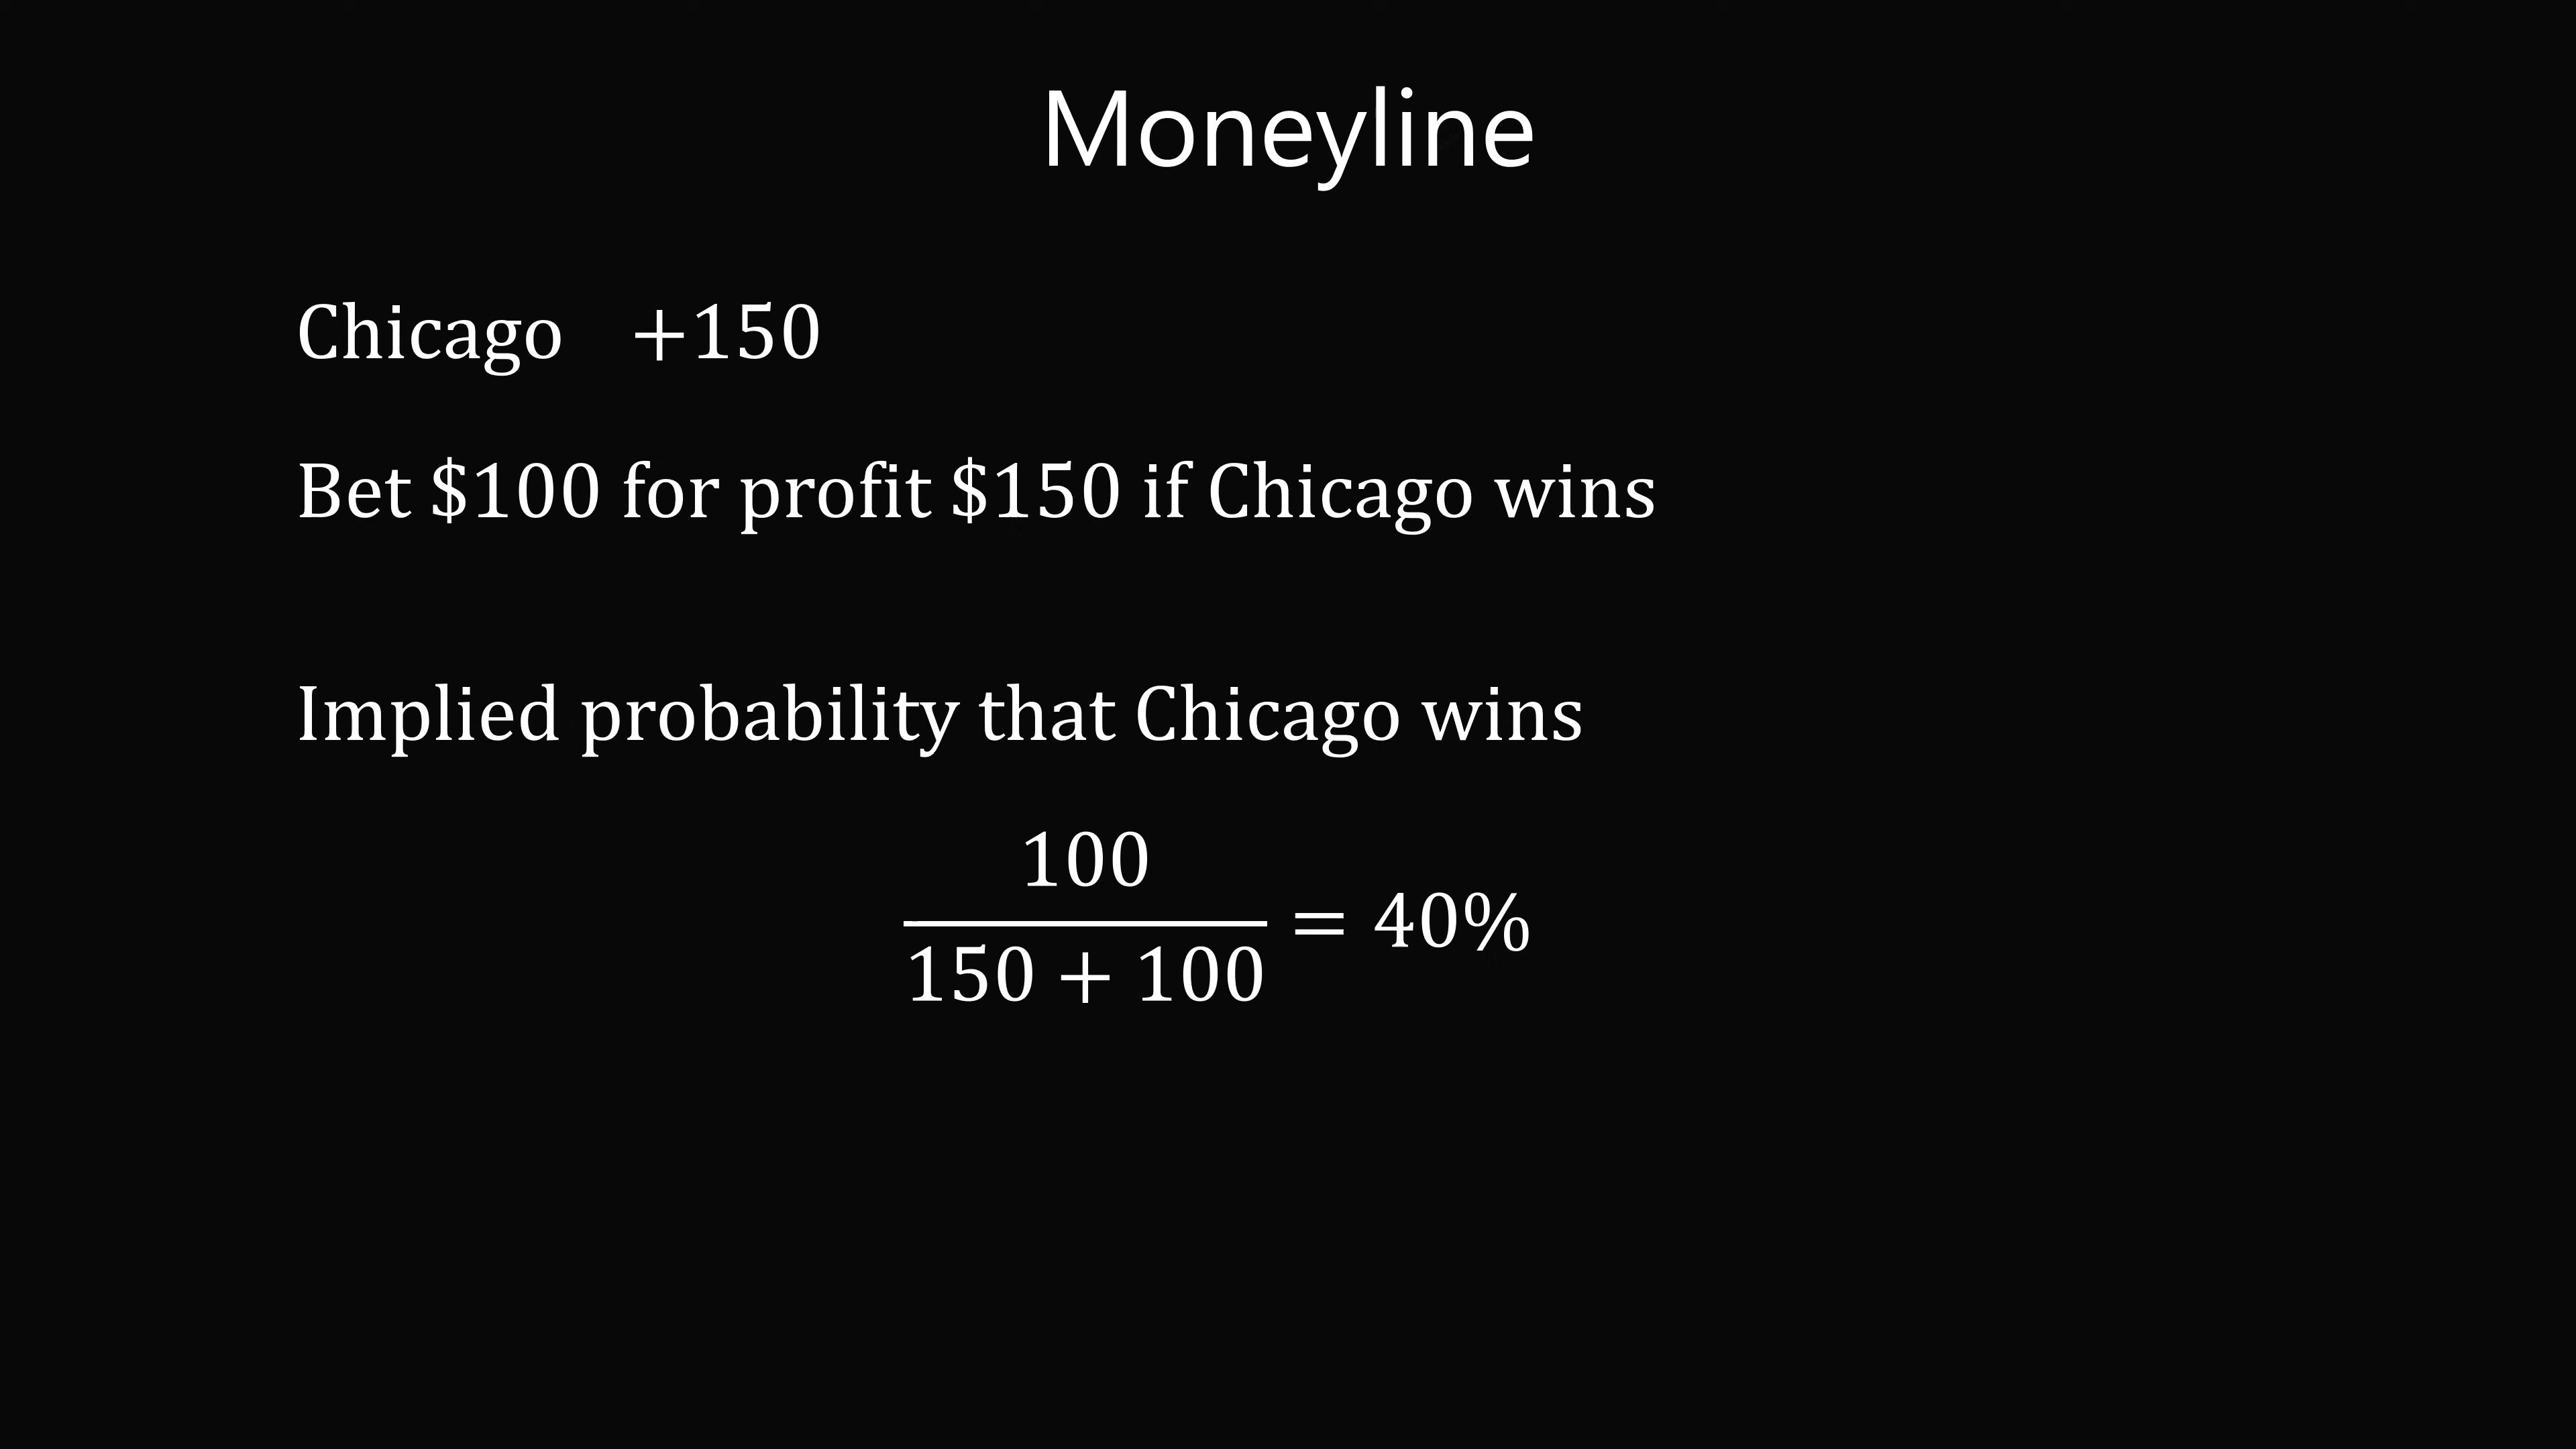 Moneyline
Chicago +150
Bet $100 for profit $150 if Chicago wins
Implied probability that Chicago wins
100
150 + 100
= 40%